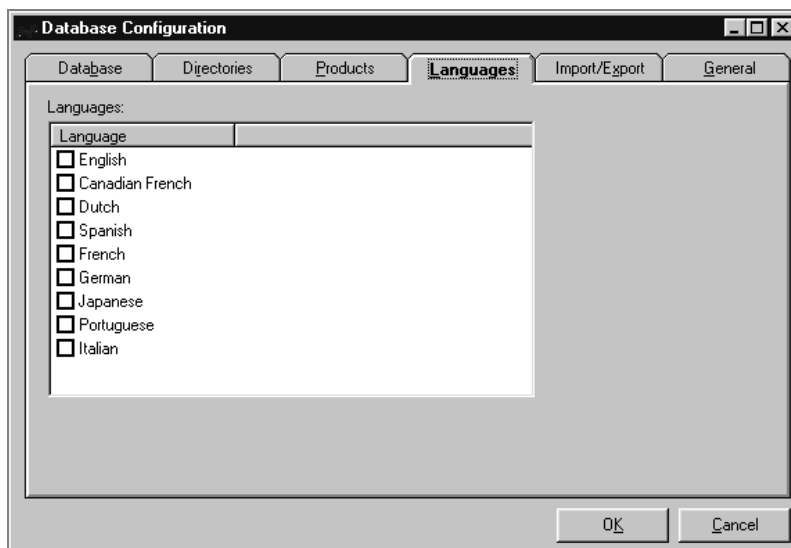 Database Configuration
Database Directories Products Languages Import/Export General
Languages:
Language
English
Canadian French
Dutch
Spanish
French
German
Japanese
Portuguese
Italian
OK Cancel